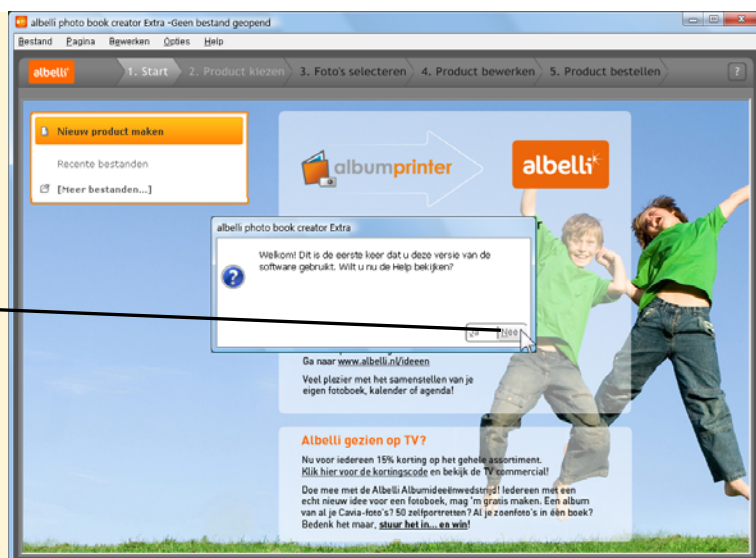 albelli photo book creator Extra -Geen bestand geopend
Bestand Pagina Bewerken Opties Help
albelli 1. Start 2. Product kiezen 3. Foto's selecteren 4. Product bewerken 5. Product bestellen ?
Nieuw product maken
Recente bestanden
[Meer bestanden...]
albumprinter albelli
albelli photo book creator Extra
Welkom! Dit is de eerste keer dat u deze versie van de
software gebruikt. Wilt u nu de Help bekijken?
Nee
Ga naar www.albelli.nl/ideeen
Veel plezier met het samenstellen van je
eigen fotoboek, kalender of agenda!
Albelli gezien op TV?
Nu voor iedereen 15% korting op het gehele assortiment.
Klik hier voor de kortingscode en bekijk de TV commercial!
Doe mee met de Albelli Albumideeënwedstrijd! Iedereen met een
echt nieuw idee voor een fotoboek, mag 'm gratis maken. Een album
van al je Cavia-foto's? 50 zelfportretten? Al je zoenfoto's in één boek?
Bedenk het maar, stuur het in... en win!